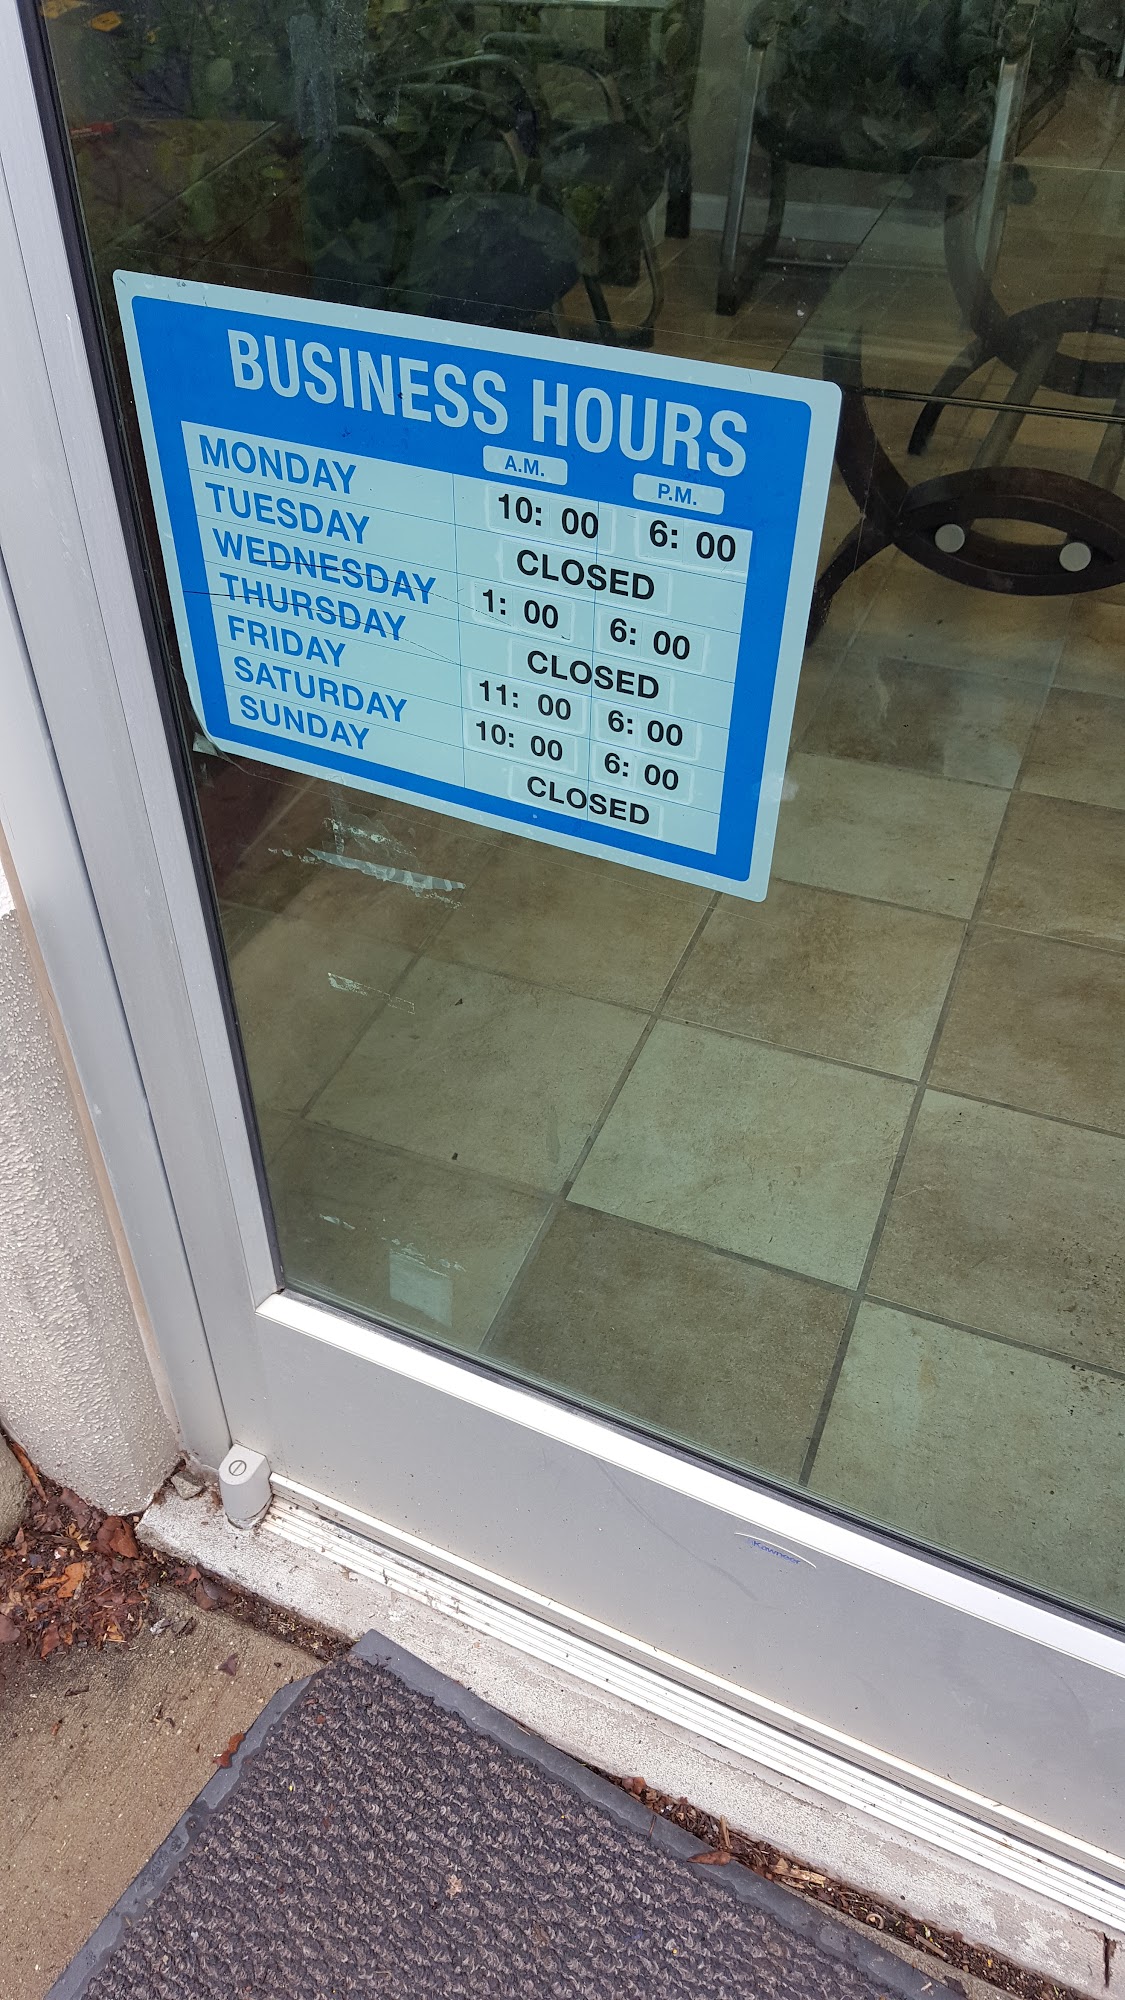 BUSINESS HOURS
A.M. P.M.
MONDAY 10: 00 6: 00
TUESDAY CLOSED
WEDNESDAY 1: 00 6: 00
THURSDAY CLOSED
FRIDAY 11: 00 6: 00
SATURDAY 10: 00 6: 00
SUNDAY CLOSED
Kawneer